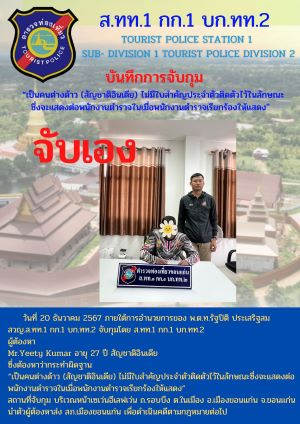 ตำรวจท่องเที่ยว
TOURIST POLICE
ส.ทท.1 กก.1 บก.ทท.2
TOURIST POLICE STATION 1
SUB- DIVISION 1 TOURIST POLICE DIVISION 2
บันทึกการจับกุม
“เป็นคนต่างด้าว (สัญชาติอินเดีย) ไม่มีใบสำคัญประจำตัวติดตัวไว้ในลักษณะ
ซึ่งจะแสดงต่อพนักงานตำรวจในเมื่อพนักงานตำรวจเรียกร้องให้แสดง”
จับเอง
ตำรวจท่องเที่ยวขอนแก่น
ส.ทท.๑ กก.๑ บก.ทท.๒
วันที่ 20 ธันวาคม 2567 ภายใต้การอำนวยการของ พ.ต.ท.รัฐปิติ ประเสริฐสม
สวญ.ส.ทท.1 กก.1 บก.ทท.2 จับกุมโดย ส.ทท.1 กก.1 บก.ทท.2
ผู้ต้องหา
Mr.Yeety Kumar อายุ 27 ปี สัญชาติอินเดีย
ซึ่งต้องหาว่ากระทำผิดฐาน
“เป็นคนต่างด้าว (สัญชาติอินเดีย) ไม่มีใบสำคัญประจำตัวติดตัวไว้ในลักษณะซึ่งจะแสดงต่อ
พนักงานตำรวจในเมื่อพนักงานตำรวจเรียกร้องให้แสดง”
สถานที่จับกุม บริเวณหน้าเซเว่นอีเลฟเว่น ถ.รอบบึง ต.ในเมือง อ.เมืองขอนแก่น จ.ขอนแก่น
นำตัวผู้ต้องหาส่ง สภ.เมืองขอนแก่น เพื่อดำเนินคดีตามกฎหมายต่อไป